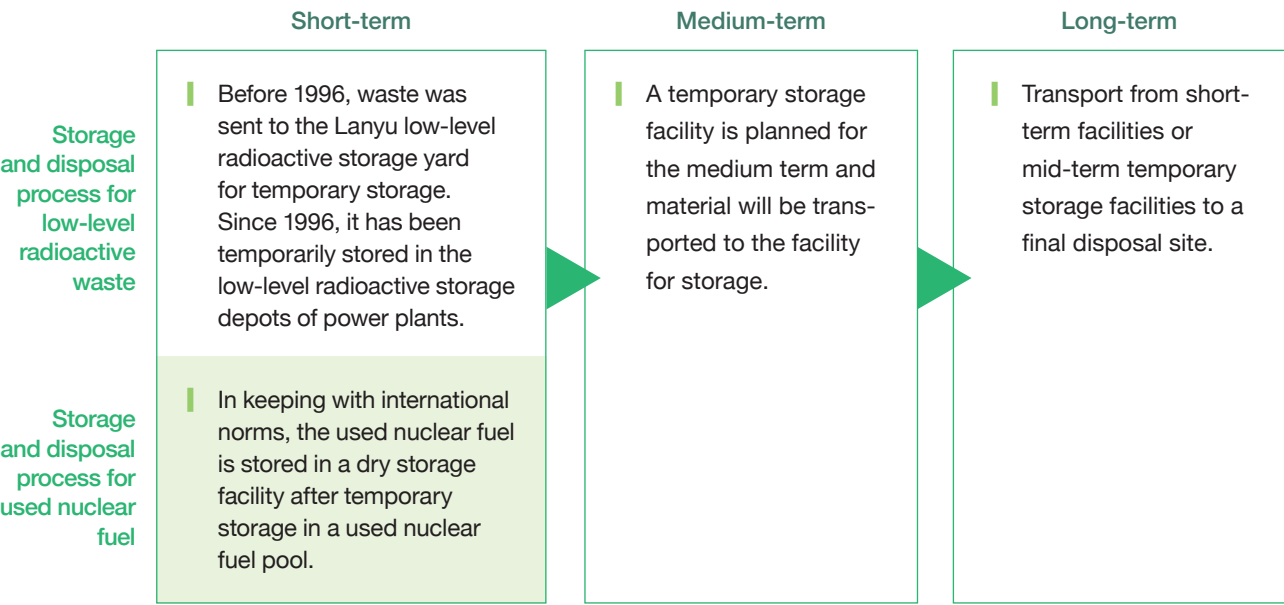 Short-term
Medium-term
Long-term
Storage
and disposal
process for
low-level
radioactive
waste
Before 1996, waste was
sent to the Lanyu low-level
radioactive storage yard
for temporary storage.
Since 1996, it has been
temporarily stored in the
low-level radioactive storage
depots of power plants.
A temporary storage
facility is planned for
the medium term and
material will be trans-
ported to the facility
for storage.
Transport from short-
term facilities or
mid-term temporary
storage facilities to a
final disposal site.
Storage
and disposal
process for
used nuclear
fuel
In keeping with international
norms, the used nuclear fuel
is stored in a dry storage
facility after temporary
storage in a used nuclear
fuel pool.